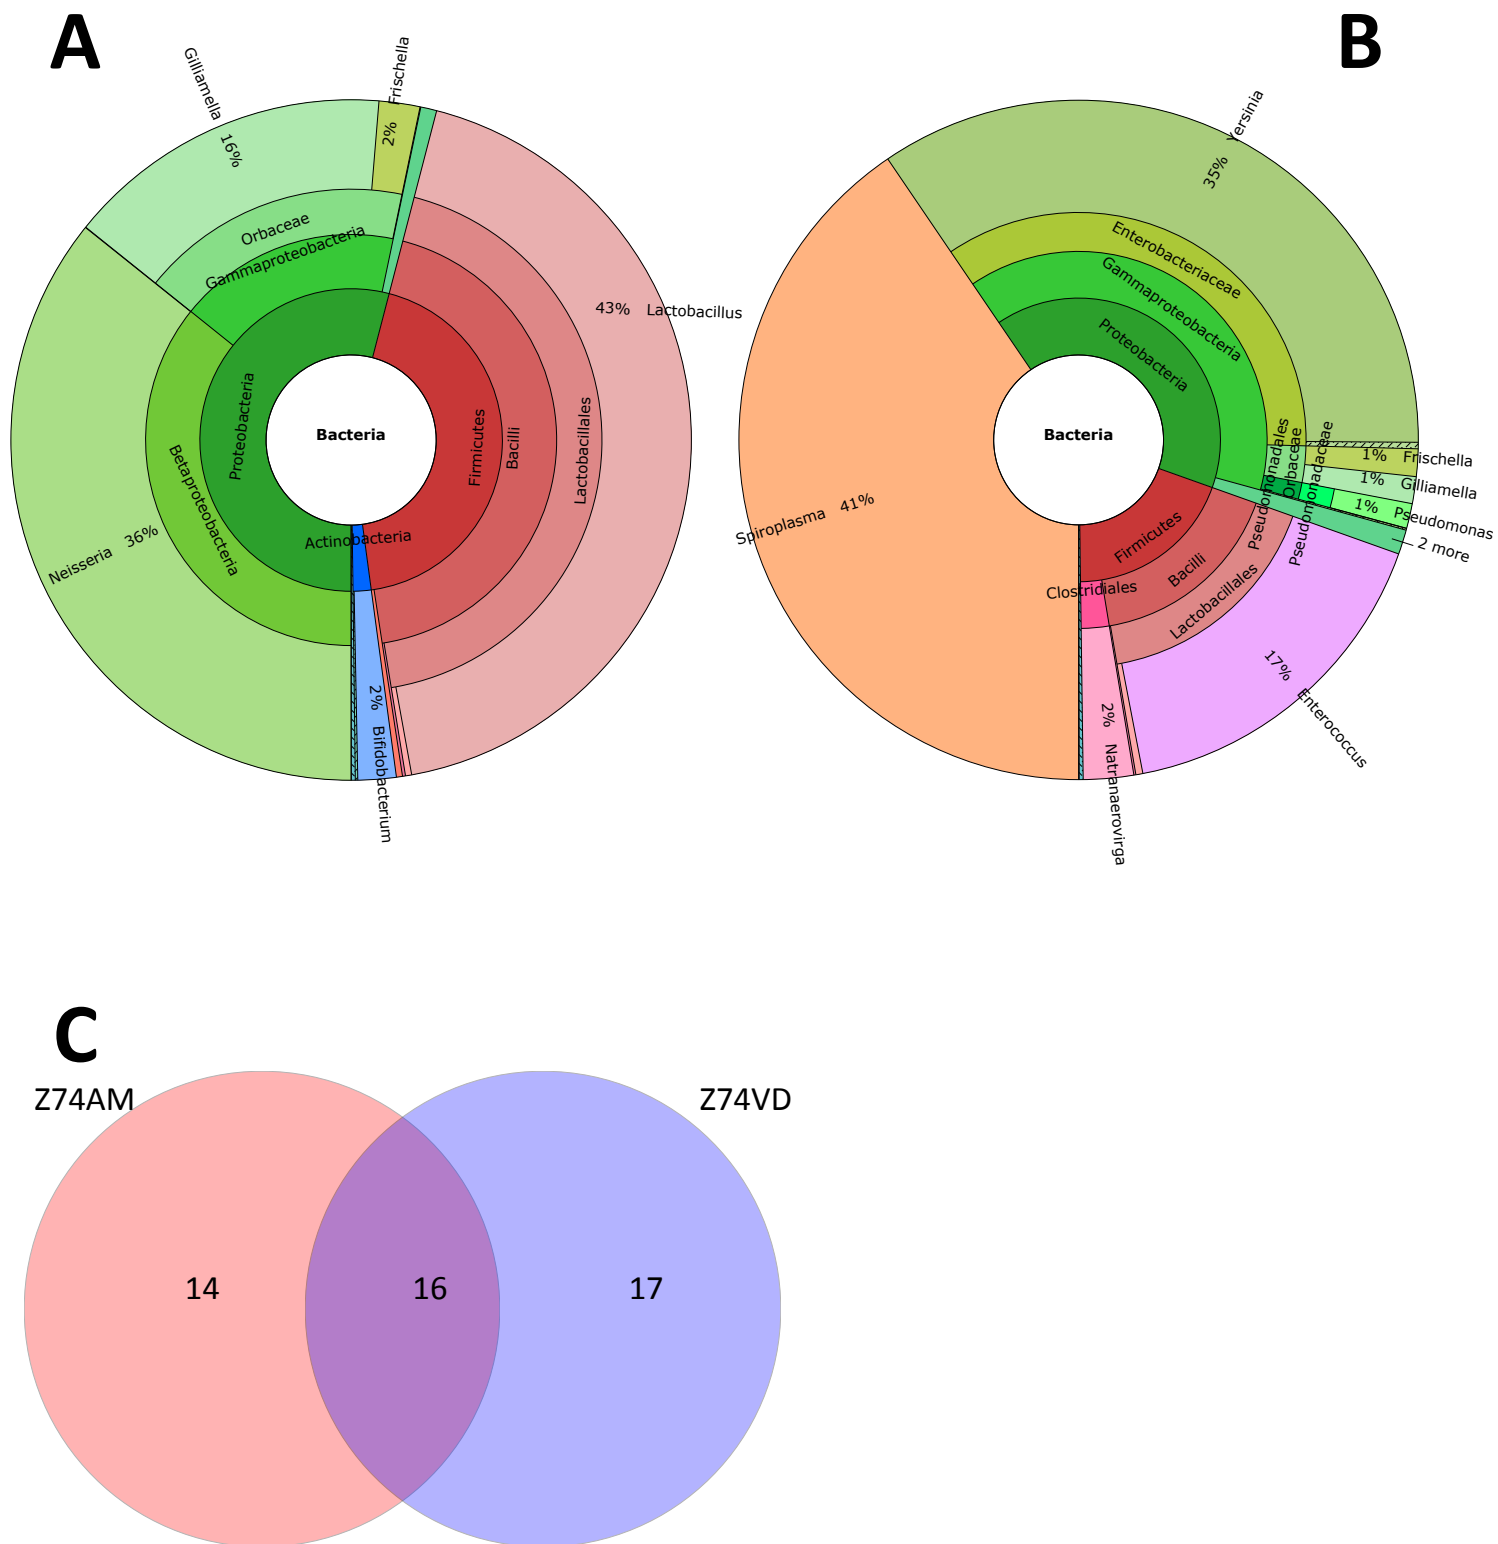 A
B
Gilliamella 16%
Frischella
2%
Orbaceae
Gammaproteobacteria
43% Lactobacillus
Proteobacteria
Bacteria
Firmicutes
Bacilli
Lactobacillales
Betaproteobacteria
Neisseria 36%
Actinobacteria
2% Bifidobacterium
35% Yersinia
Enterobacteriaceae
Gammaproteobacteria
Proteobacteria
Bacteria
Spiroplasma 41%
1% Frischella
1% Gilliamella
1% Pseudomonas
2 more
Pseudomonadales
Orbaceae
Pseudomonadaceae
Firmicutes
Bacilli
Clostridiales
Lactobacillales
17% Enterococcus
2% Natranaerovirga
C
Z74AM
Z74VD
14
16
17